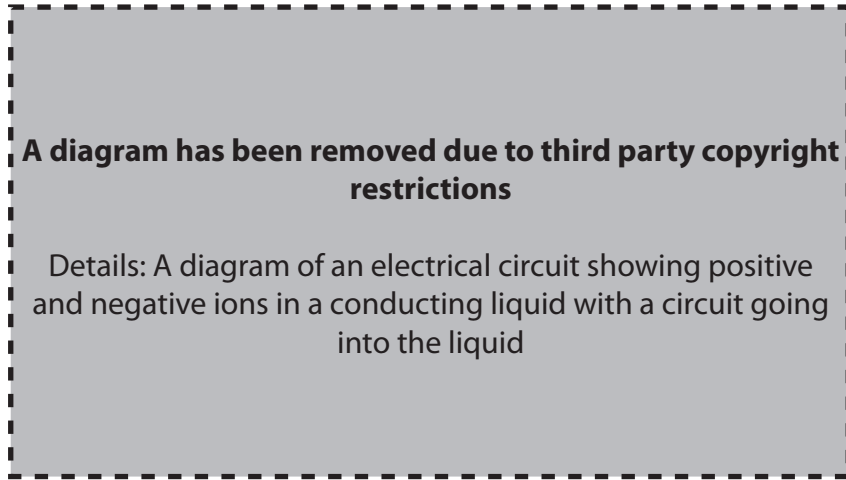 A diagram has been removed due to third party copyright
restrictions
Details: A diagram of an electrical circuit showing positive
and negative ions in a conducting liquid with a circuit going
into the liquid